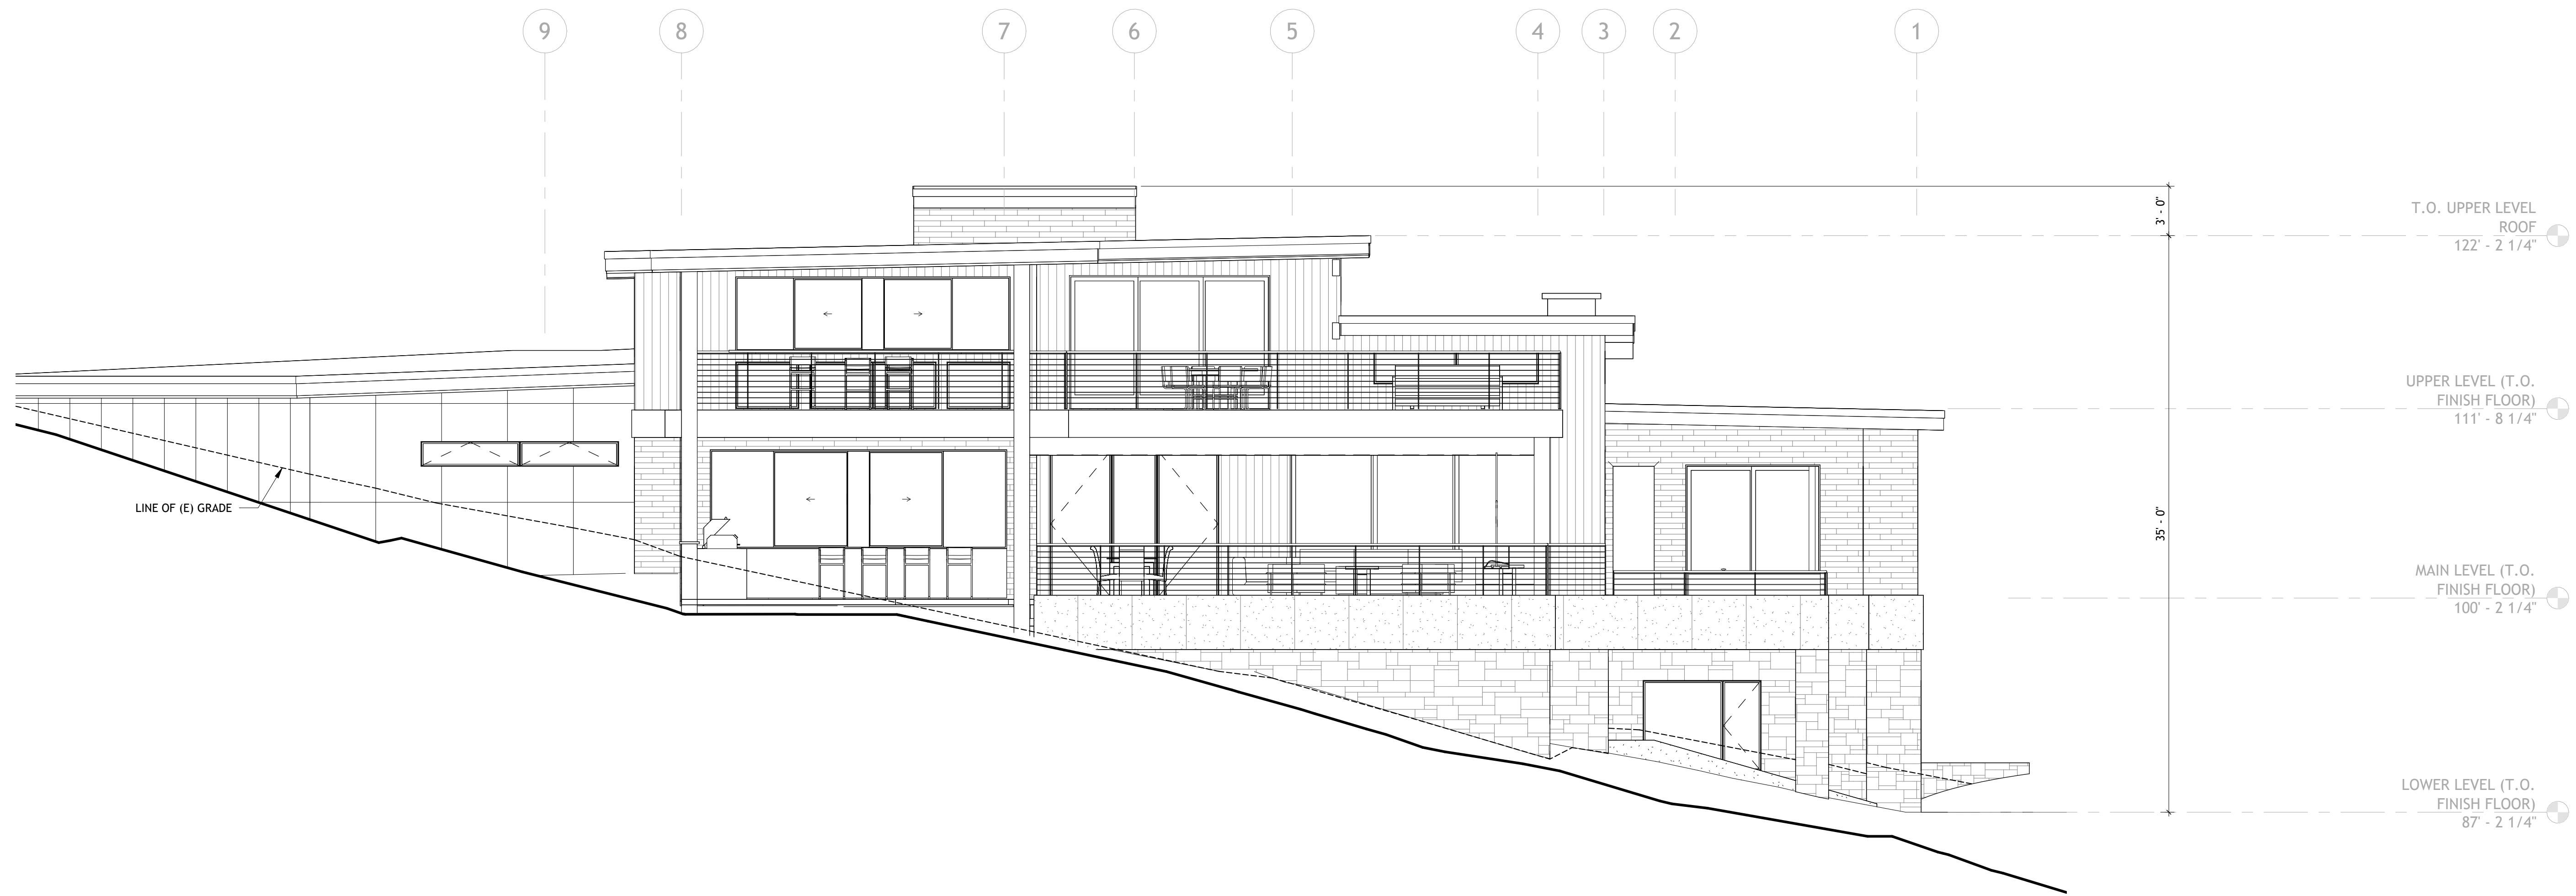 9 8 7 6 5 4 3 2 1
3' - 0"
T.O. UPPER LEVEL
ROOF
122' - 2 1/4"
UPPER LEVEL (T.O.
FINISH FLOOR)
111' - 8 1/4"
LINE OF (E) GRADE
35' - 0"
MAIN LEVEL (T.O.
FINISH FLOOR)
100' - 2 1/4"
LOWER LEVEL (T.O.
FINISH FLOOR)
87' - 2 1/4"